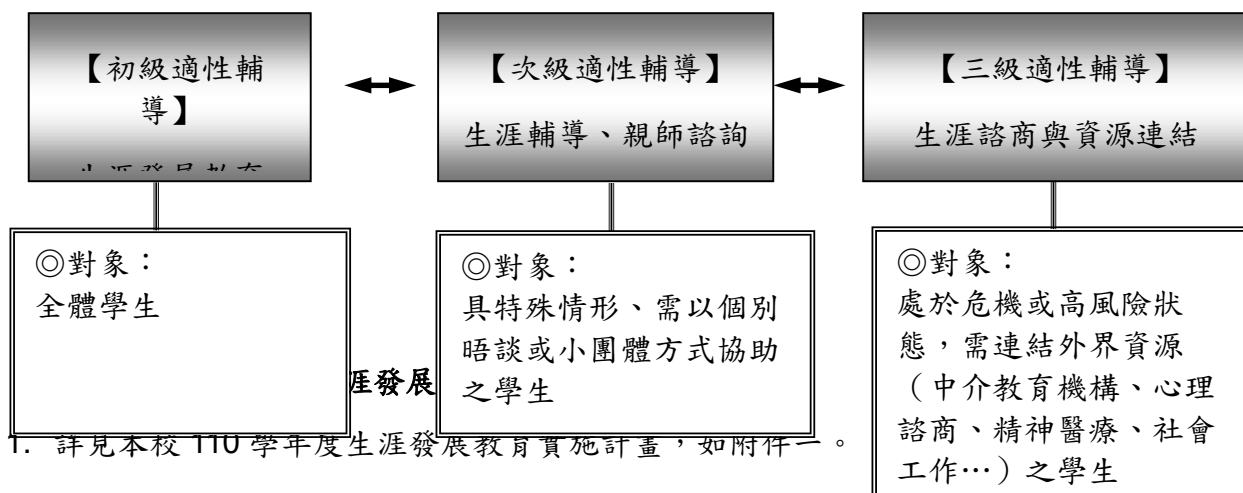 【初級適性輔
導】
生涯發展教育
【次級適性輔導】
生涯輔導、親師諮詢
【三級適性輔導】
生涯諮商與資源連結
◎對象：
全體學生
◎對象：
具特殊情形、需以個別
晤談或小團體方式協助
之學生
◎對象：
處於危機或高風險狀
態，需連結外界資源
（中介教育機構、心理
諮商、精神醫療、社會
工作…）之學生
涯發展
1. 詳見本校 110 學年度生涯發展教育實施計畫，如附件一。